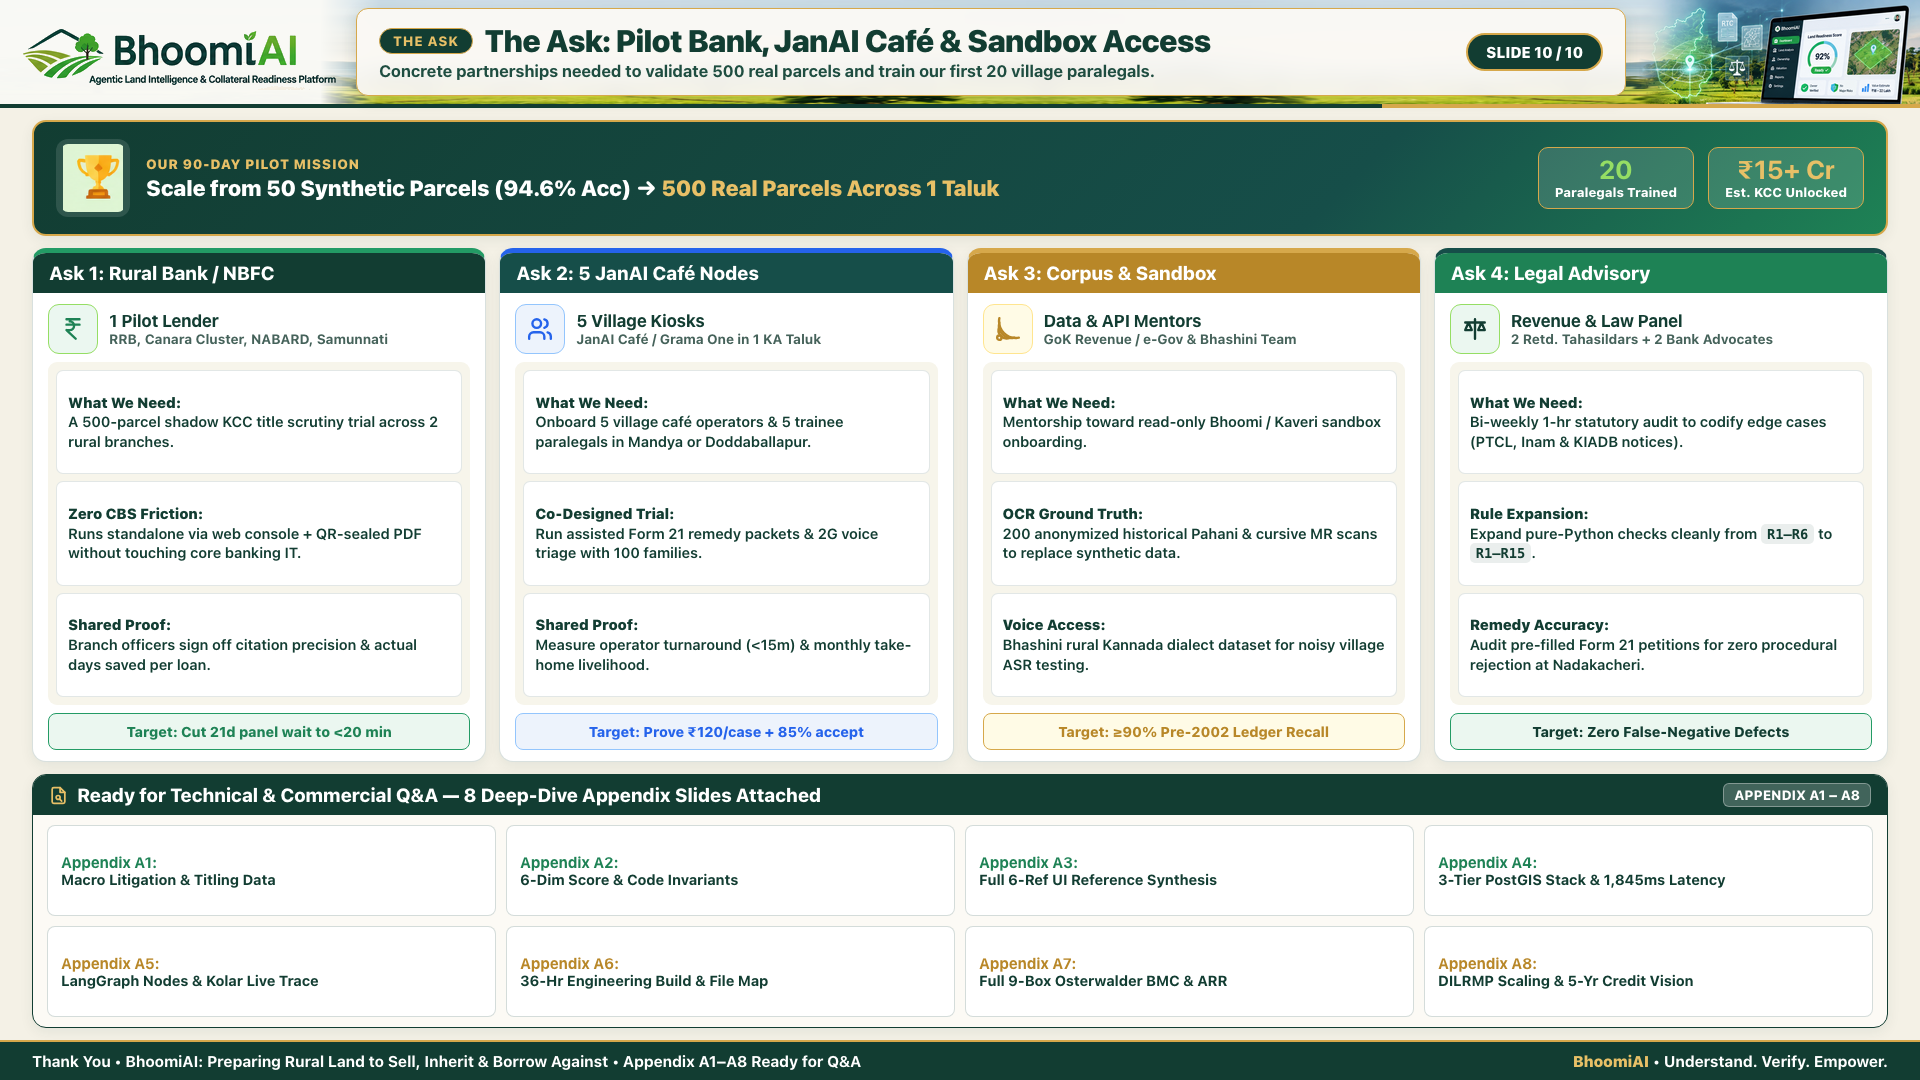 BhoomiAI
Agentic Land Intelligence & Collateral Readiness Platform
THE ASK
The Ask: Pilot Bank, JanAI Café & Sandbox Access
Concrete partnerships needed to validate 500 real parcels and train our first 20 village paralegals.
SLIDE 10 / 10
RTC
BhoomiAI
Land Readiness Score
92%
OUR 90-DAY PILOT MISSION
Scale from 50 Synthetic Parcels (94.6% Acc) → 500 Real Parcels Across 1 Taluk
20
Paralegals Trained
₹15+ Cr
Est. KCC Unlocked
Ask 1: Rural Bank / NBFC
1 Pilot Lender
RRB, Canara Cluster, NABARD, Samunnati
What We Need:
A 500-parcel shadow KCC title scrutiny trial across 2
rural branches.
Zero CBS Friction:
Runs standalone via web console + QR-sealed PDF
without touching core banking IT.
Shared Proof:
Branch officers sign off citation precision & actual
days saved per loan.
Target: Cut 21d panel wait to <20 min
Ask 2: 5 JanAI Café Nodes
5 Village Kiosks
JanAI Café / Grama One in 1 KA Taluk
What We Need:
Onboard 5 village café operators & 5 trainee
paralegals in Mandya or Doddaballapur.
Co-Designed Trial:
Run assisted Form 21 remedy packets & 2G voice
triage with 100 families.
Shared Proof:
Measure operator turnaround (<15m) & monthly take-
home livelihood.
Target: Prove ₹120/case + 85% accept
Ask 3: Corpus & Sandbox
Data & API Mentors
GoK Revenue / e-Gov & Bhashini Team
What We Need:
Mentorship toward read-only Bhoomi / Kaveri sandbox
onboarding.
OCR Ground Truth:
200 anonymized historical Pahani & cursive MR scans
to replace synthetic data.
Voice Access:
Bhashini rural Kannada dialect dataset for noisy village
ASR testing.
Target: ≥90% Pre-2002 Ledger Recall
Ask 4: Legal Advisory
Revenue & Law Panel
2 Retd. Tahasildars + 2 Bank Advocates
What We Need:
Bi-weekly 1-hr statutory audit to codify edge cases
(PTCL, Inam & KIADB notices).
Rule Expansion:
Expand pure-Python checks cleanly from R1–R6 to
R1–R15 .
Remedy Accuracy:
Audit pre-filled Form 21 petitions for zero procedural
rejection at Nadakacheri.
Target: Zero False-Negative Defects
Ready for Technical & Commercial Q&A — 8 Deep-Dive Appendix Slides Attached
APPENDIX A1 – A8
Appendix A1:
Macro Litigation & Titling Data
Appendix A2:
6-Dim Score & Code Invariants
Appendix A3:
Full 6-Ref UI Reference Synthesis
Appendix A4:
3-Tier PostGIS Stack & 1,845ms Latency
Appendix A5:
LangGraph Nodes & Kolar Live Trace
Appendix A6:
36-Hr Engineering Build & File Map
Appendix A7:
Full 9-Box Osterwalder BMC & ARR
Appendix A8:
DILRMP Scaling & 5-Yr Credit Vision
Thank You • BhoomiAI: Preparing Rural Land to Sell, Inherit & Borrow Against • Appendix A1–A8 Ready for Q&A
BhoomiAI • Understand. Verify. Empower.